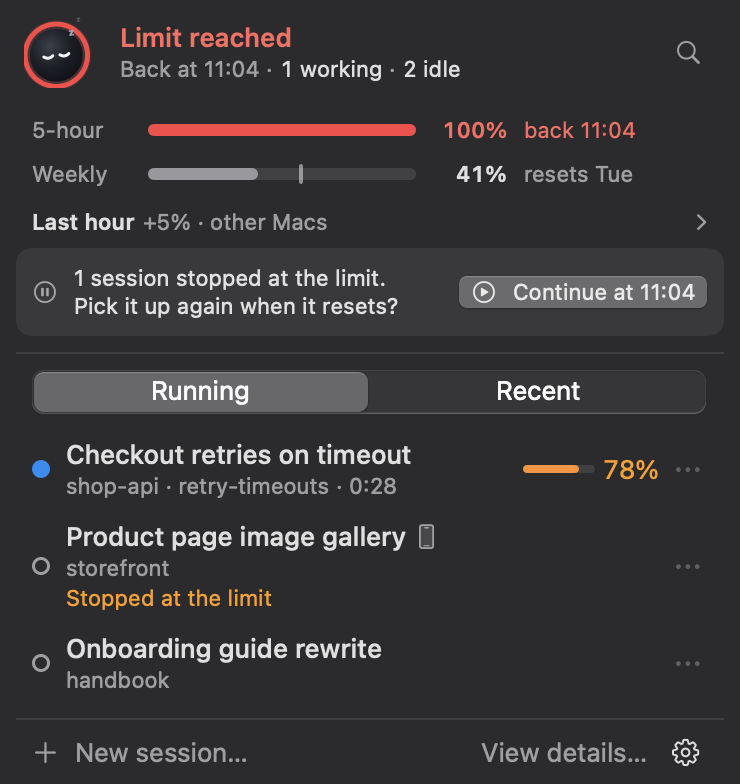 Limit reached
Back at 11:04 · 1 working · 2 idle
5-hour 100% back 11:04
Weekly 41% resets Tue
Last hour +5% · other Macs
1 session stopped at the limit.
Pick it up again when it resets?
Continue at 11:04
Running Recent
Checkout retries on timeout
78%
shop-api · retry-timeouts · 0:28
Product page image gallery
storefront
Stopped at the limit
Onboarding guide rewrite
handbook
New session... View details...